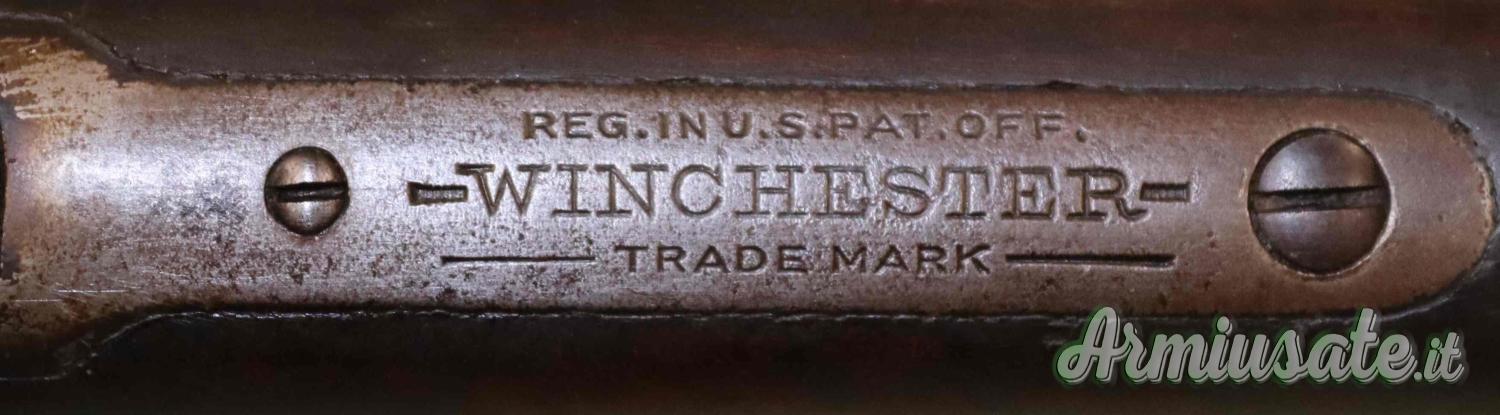 REG. IN U.S. PAT. OFF.
-WINCHESTER-
TRADE MARK
Armiusate.it